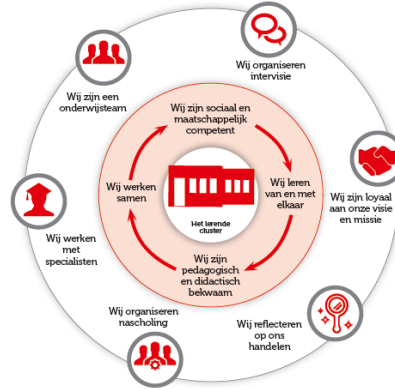 Wij organiseren
intervisie
Wij zijn een
onderwijsteam
Wij zijn sociaal en
maatschappelijk
competent
Wij werken
samen
Wij leren
van en met
elkaar
Wij zijn loyaal
aan onze visie
en missie
Het lerende
cluster
Wij werken
met
specialisten
Wij zijn
pedagogisch
en didactisch
bekwaam
Wij organiseren
nascholing
Wij reflecteren
op ons
handelen